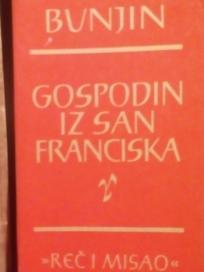 BUNJIN
GOSPODIN
IZ SAN
FRANCISKA
»REČ I MISAO«